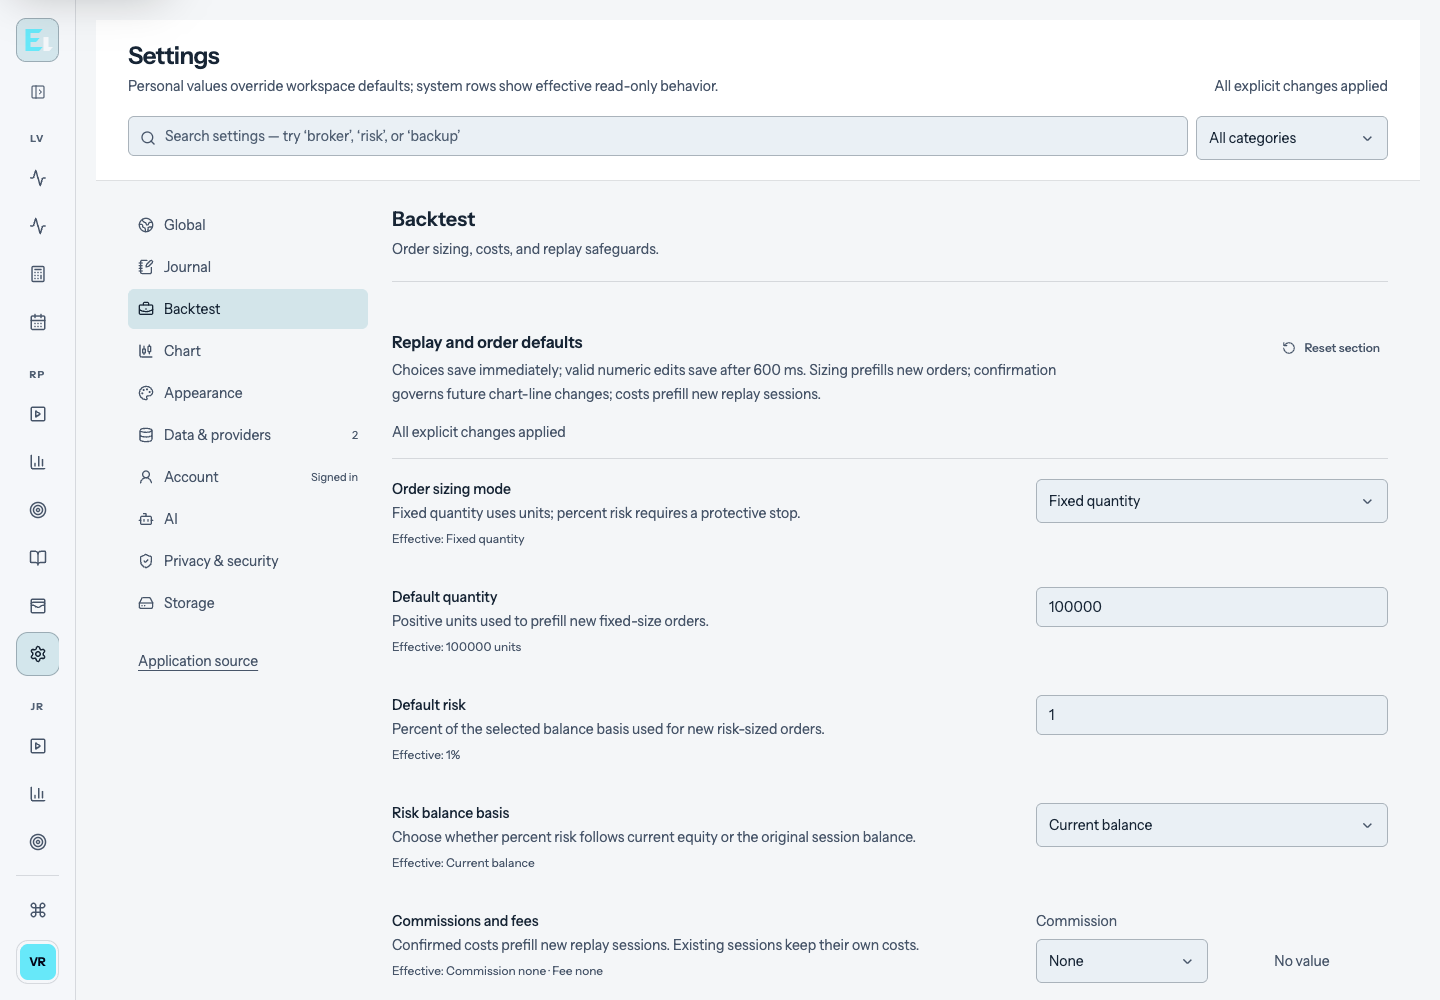 EL
Settings
Personal values override workspace defaults; system rows show effective read-only behavior.
All explicit changes applied
Search settings — try ‘broker’, ‘risk’, or ‘backup’
All categories
LV
RP
JR
VR
Global
Journal
Backtest
Chart
Appearance
Data & providers 2
Account Signed in
AI
Privacy & security
Storage
Application source
Backtest
Order sizing, costs, and replay safeguards.
Replay and order defaults
Reset section
Choices save immediately; valid numeric edits save after 600 ms. Sizing prefills new orders; confirmation
governs future chart-line changes; costs prefill new replay sessions.
All explicit changes applied
Order sizing mode
Fixed quantity uses units; percent risk requires a protective stop.
Effective: Fixed quantity
Fixed quantity
Default quantity
Positive units used to prefill new fixed-size orders.
Effective: 100000 units
100000
Default risk
Percent of the selected balance basis used for new risk-sized orders.
Effective: 1%
1
Risk balance basis
Choose whether percent risk follows current equity or the original session balance.
Effective: Current balance
Current balance
Commissions and fees
Confirmed costs prefill new replay sessions. Existing sessions keep their own costs.
Effective: Commission none · Fee none
Commission
None
No value